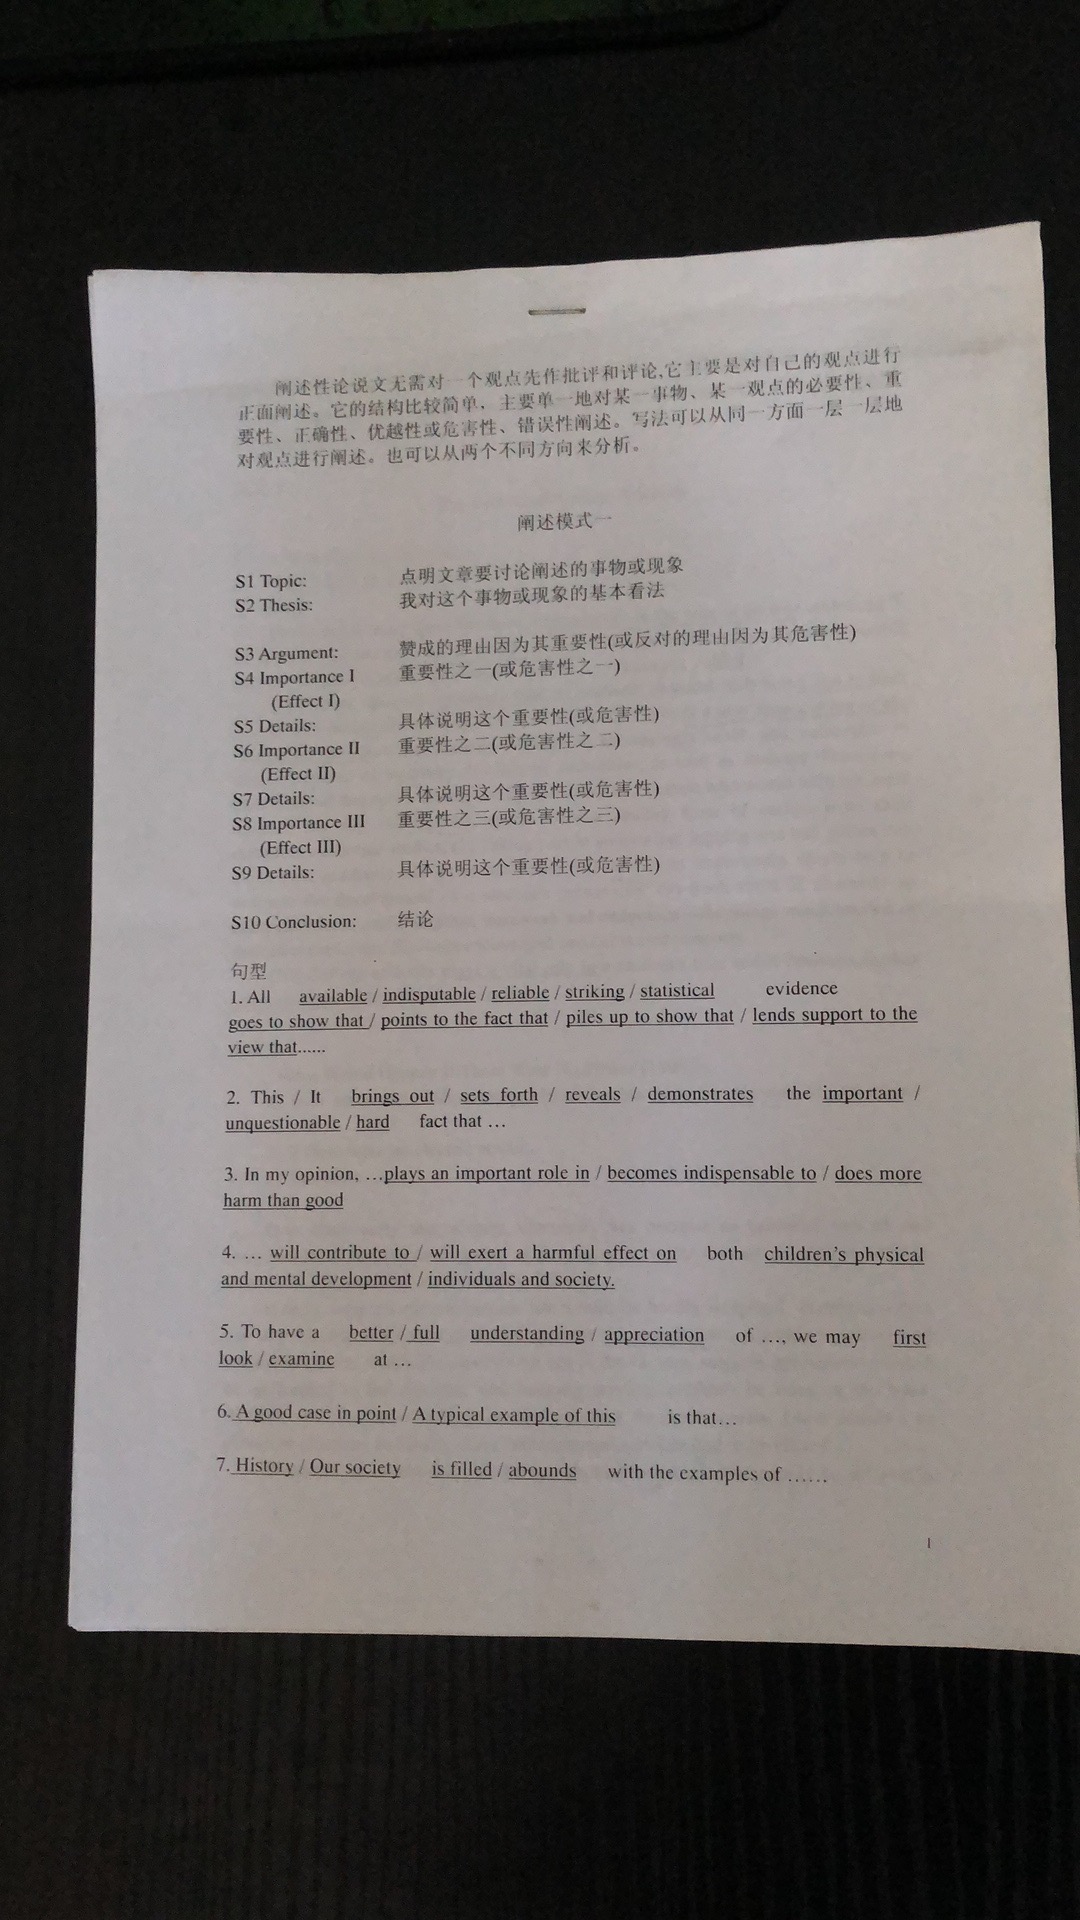 阐述性论说文无需对一个观点先作批评和评论,它主要是对自己的观点进行
正面阐述。它的结构比较简单，主要单一地对某一事物、某一观点的必要性、重
要性、正确性、优越性或危害性、错误性阐述。写法可以从同一方面一层一层地
对观点进行阐述。也可以从两个不同方向来分析。
阐述模式一
S1 Topic: 点明文章要讨论阐述的事物或现象
S2 Thesis: 我对这个事物或现象的基本看法
S3 Argument: 赞成的理由因为其重要性(或反对的理由因为其危害性)
S4 Importance I 重要性之一(或危害性之一)
(Effect I)
S5 Details: 具体说明这个重要性(或危害性)
S6 Importance II 重要性之二(或危害性之二)
(Effect II)
S7 Details: 具体说明这个重要性(或危害性)
S8 Importance III 重要性之三(或危害性之三)
(Effect III)
S9 Details: 具体说明这个重要性(或危害性)
S10 Conclusion: 结论
句型
1. All available / indisputable / reliable / striking / statistical evidence
goes to show that / points to the fact that / piles up to show that / lends support to the
view that......
2. This / It brings out / sets forth / reveals / demonstrates the important /
unquestionable / hard fact that …
3. In my opinion, …plays an important role in / becomes indispensable to / does more
harm than good
4. … will contribute to / will exert a harmful effect on both children's physical
and mental development / individuals and society.
5. To have a better / full understanding / appreciation of …, we may first
look / examine at …
6. A good case in point / A typical example of this is that…
7. History / Our society is filled / abounds with the examples of ……
1